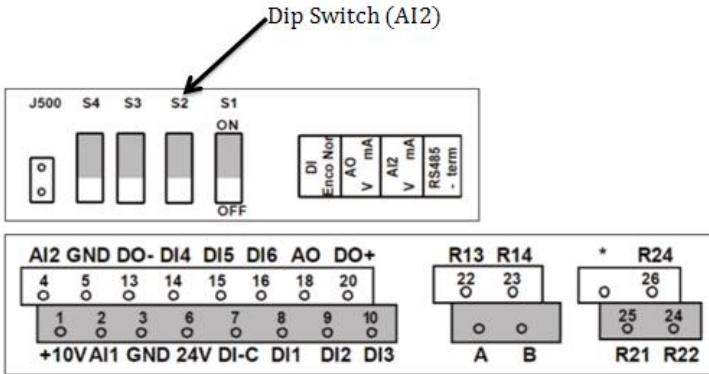 Dip Switch (AI2)
J500 S4 S3 S2 S1
ON
OFF
DI
Enco Nor
AO
V mA
AI2
V mA
RS485
- term
AI2 GND DO- DI4 DI5 DI6 AO DO+
4 5 13 14 15 16 18 20
1 2 3 6 7 8 9 10
+10V AI1 GND 24V DI-C DI1 DI2 DI3
R13 R14
22 23
A B
* R24
26
25 24
R21 R22